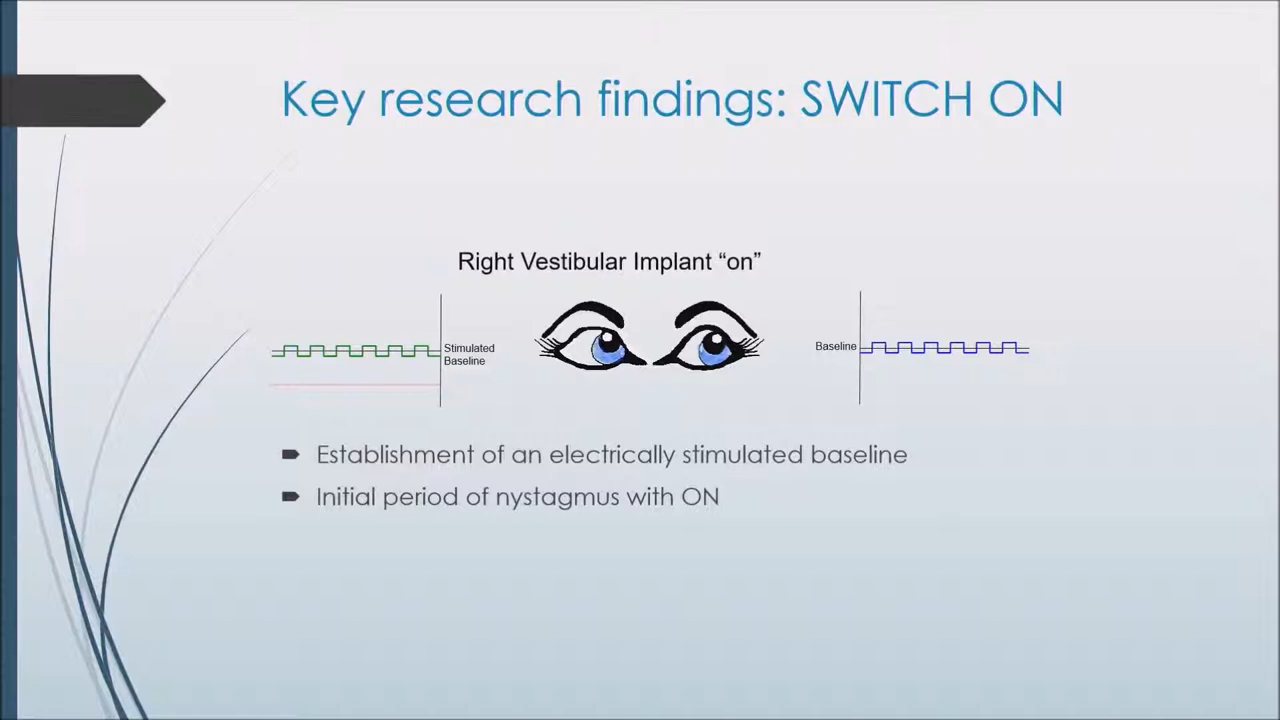 Key research findings: SWITCH ON
Right Vestibular Implant “on”
Stimulated
Baseline
Baseline
Establishment of an electrically stimulated baseline
Initial period of nystagmus with ON